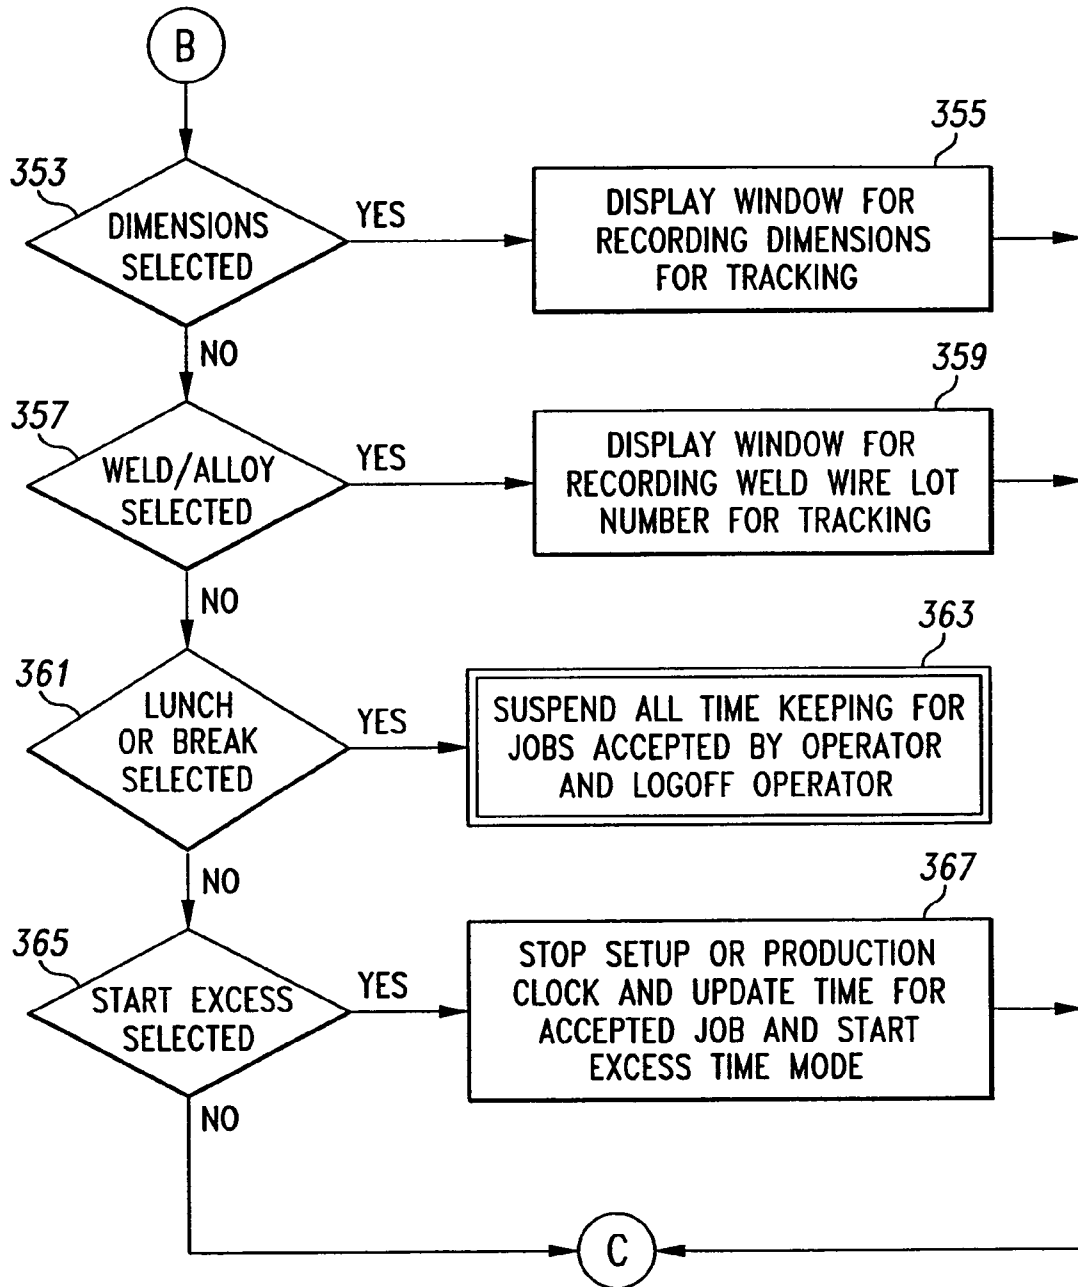 B
353
DIMENSIONS
SELECTED
YES
355
DISPLAY WINDOW FOR
RECORDING DIMENSIONS
FOR TRACKING
NO
357
WELD/ALLOY
SELECTED
YES
359
DISPLAY WINDOW FOR
RECORDING WELD WIRE LOT
NUMBER FOR TRACKING
NO
361
LUNCH
OR BREAK
SELECTED
YES
363
SUSPEND ALL TIME KEEPING FOR
JOBS ACCEPTED BY OPERATOR
AND LOGOFF OPERATOR
NO
365
START EXCESS
SELECTED
YES
367
STOP SETUP OR PRODUCTION
CLOCK AND UPDATE TIME FOR
ACCEPTED JOB AND START
EXCESS TIME MODE
NO
C